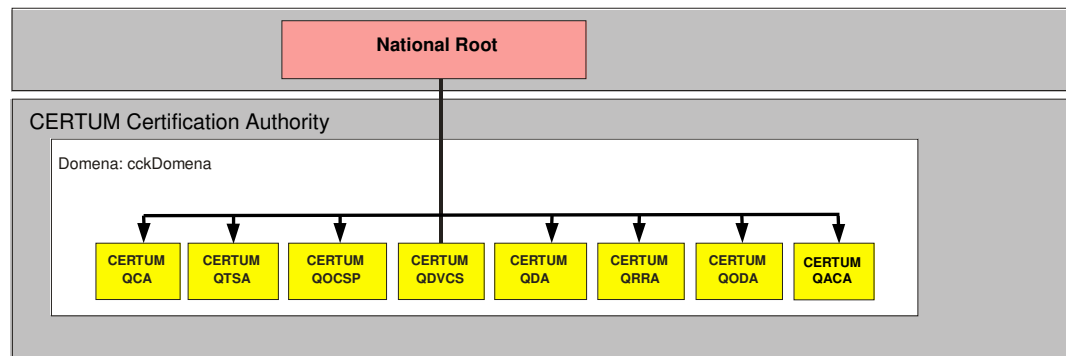 National Root
CERTUM Certification Authority
Domena: cckDomena
CERTUM
QCA
CERTUM
QTSA
CERTUM
QOCSP
CERTUM
QDVCS
CERTUM
QDA
CERTUM
QRRA
CERTUM
QODA
CERTUM
QACA